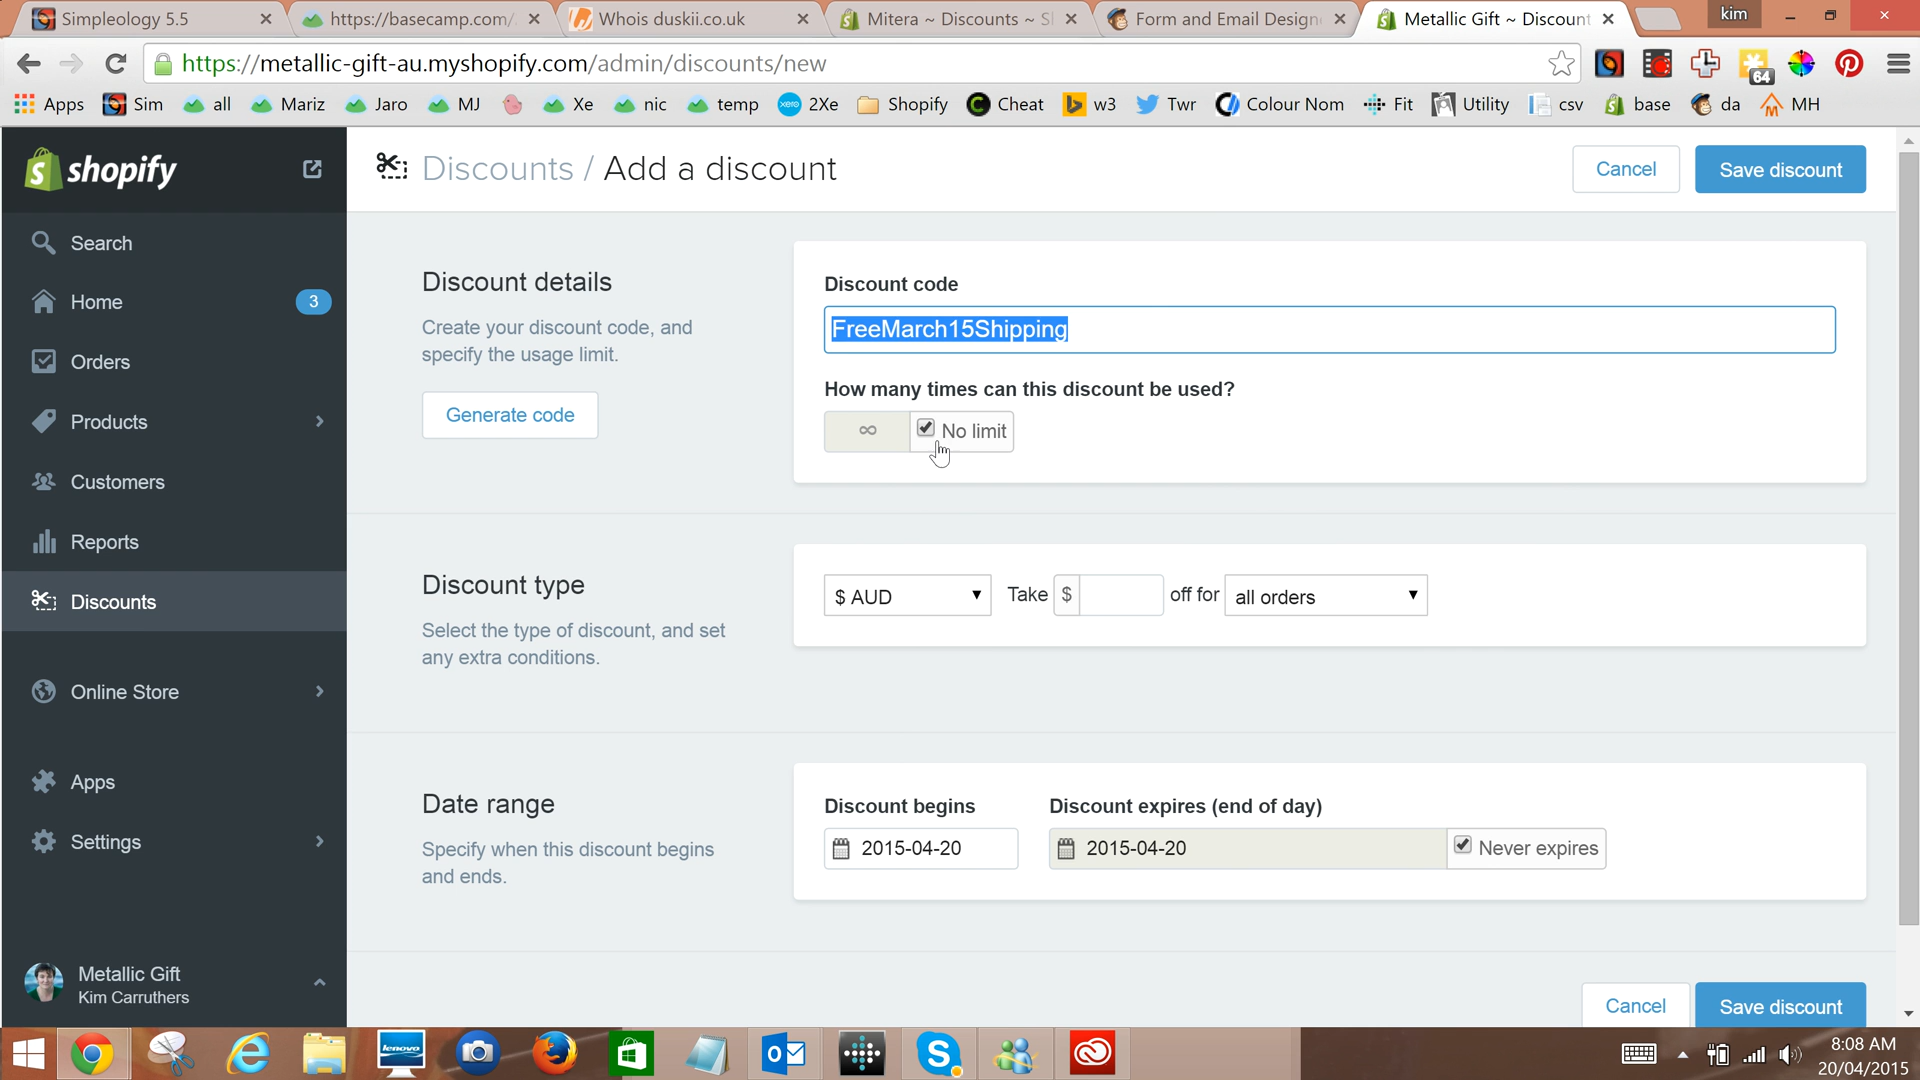 Simpleology 5.5
https://basecamp.com/
Whois duskii.co.uk
Mitera ~ Discounts ~ S
Form and Email Design
Metallic Gift ~ Discount
kim
https://metallic-gift-au.myshopify.com/admin/discounts/new
64
Apps
Sim
all
Mariz
Jaro
MJ
Xe
nic
temp
xero
2Xe
Shopify
Cheat
w3
Twr
Colour Nom
Fit
Utility
csv
base
da
MH
shopify
Discounts / Add a discount
Cancel
Save discount
Search
Home
3
Orders
Products
Customers
Reports
Discounts
Online Store
Apps
Settings
Metallic Gift
Kim Carruthers
Discount details
Create your discount code, and
specify the usage limit.
Generate code
Discount code
FreeMarch15Shipping
How many times can this discount be used?
∞
No limit
Discount type
Select the type of discount, and set
any extra conditions.
$ AUD
Take $
off for
all orders
Date range
Specify when this discount begins
and ends.
Discount begins
2015-04-20
Discount expires (end of day)
2015-04-20
Never expires
Cancel
Save discount
lenovo
8:08 AM
20/04/2015